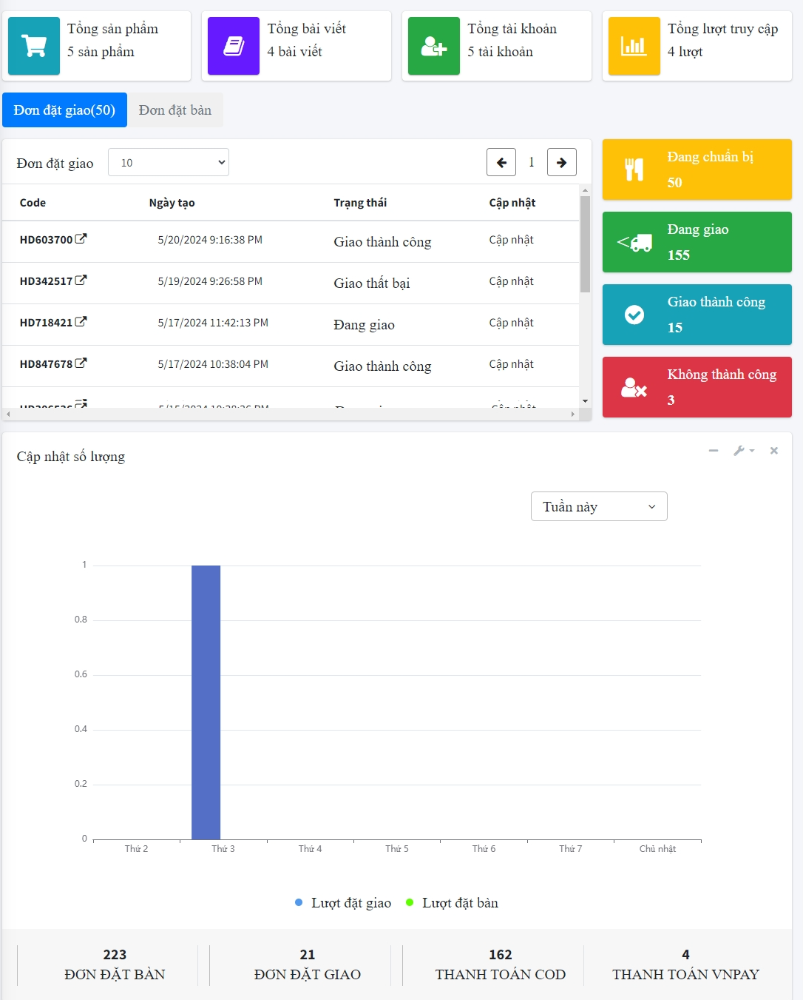 Tổng sản phẩm
5 sản phẩm
Tổng bài viết
4 bài viết
Tổng tài khoản
5 tài khoản
Tổng lượt truy cập
4 lượt
Đơn đặt giao(50)
Đơn đặt bàn
Đơn đặt giao
10
1
Code Ngày tạo Trạng thái Cập nhật
HD603700 5/20/2024 9:16:38 PM Giao thành công Cập nhật
HD342517 5/19/2024 9:26:58 PM Giao thất bại Cập nhật
HD718421 5/17/2024 11:42:13 PM Đang giao Cập nhật
HD847678 5/17/2024 10:38:04 PM Giao thành công Cập nhật
Đang chuẩn bị
50
Đang giao
<
155
Giao thành công
15
Không thành công
3
Cập nhật số lượng
Tuần này
1
0.8
0.6
0.4
0.2
0
Thứ 2 Thứ 3 Thứ 4 Thứ 5 Thứ 6 Thứ 7 Chủ nhật
Lượt đặt giao Lượt đặt bàn
223
ĐƠN ĐẶT BÀN
21
ĐƠN ĐẶT GIAO
162
THANH TOÁN COD
4
THANH TOÁN VNPAY